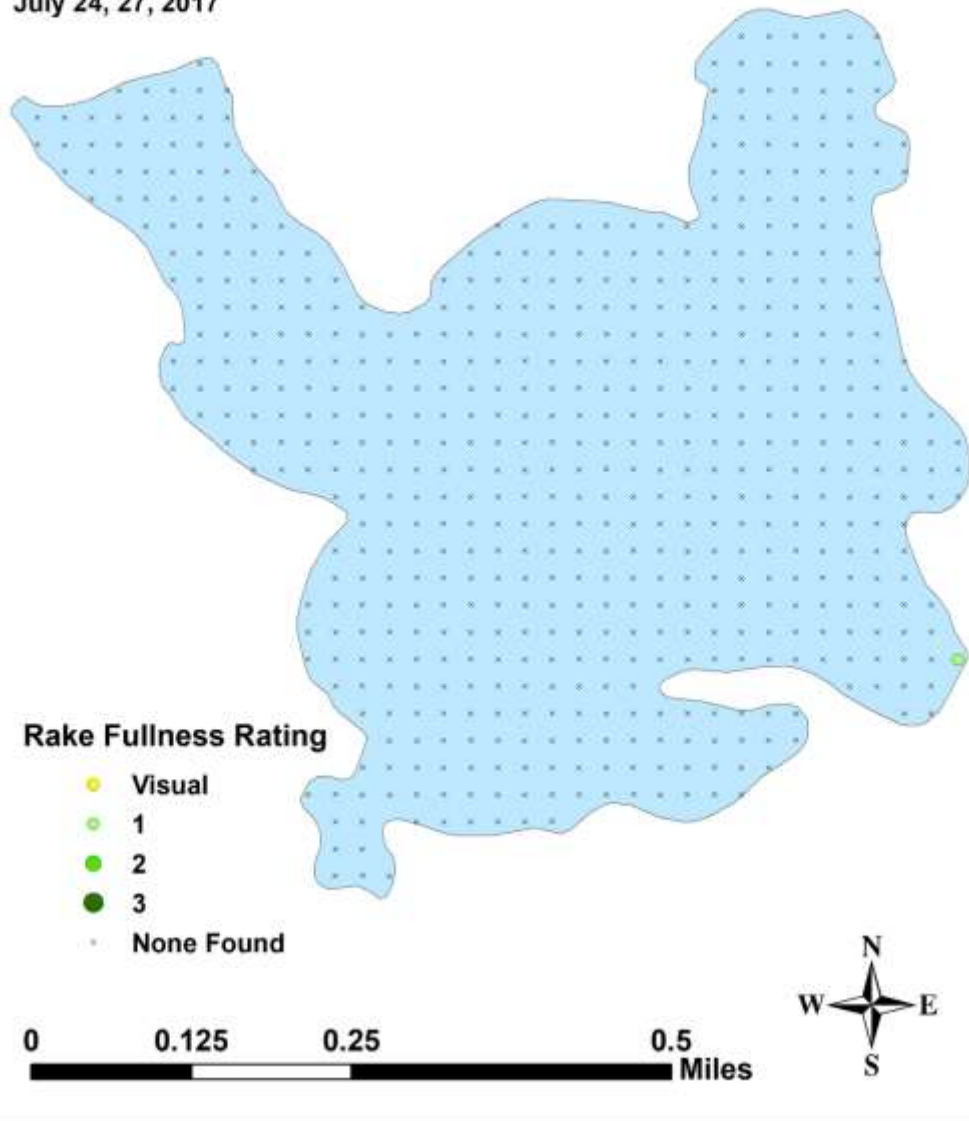 July 24, 27, 2017
Rake Fullness Rating
Visual
1
2
3
None Found
N
W E
S
0 0.125 0.25 0.5
Miles